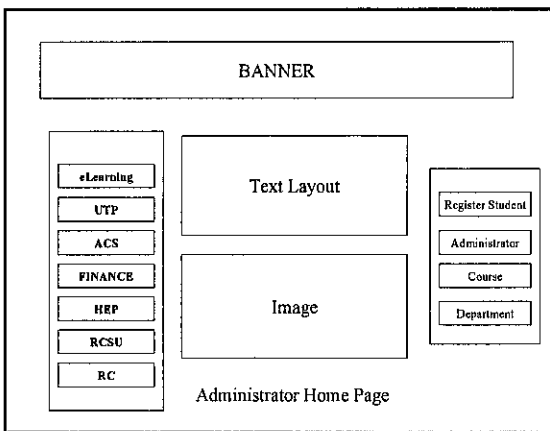 BANNER
eLearning
UTP
ACS
FINANCE
HEP
RCSU
RC
Text Layout
Image
Register Student
Administrator
Course
Department
Administrator Home Page